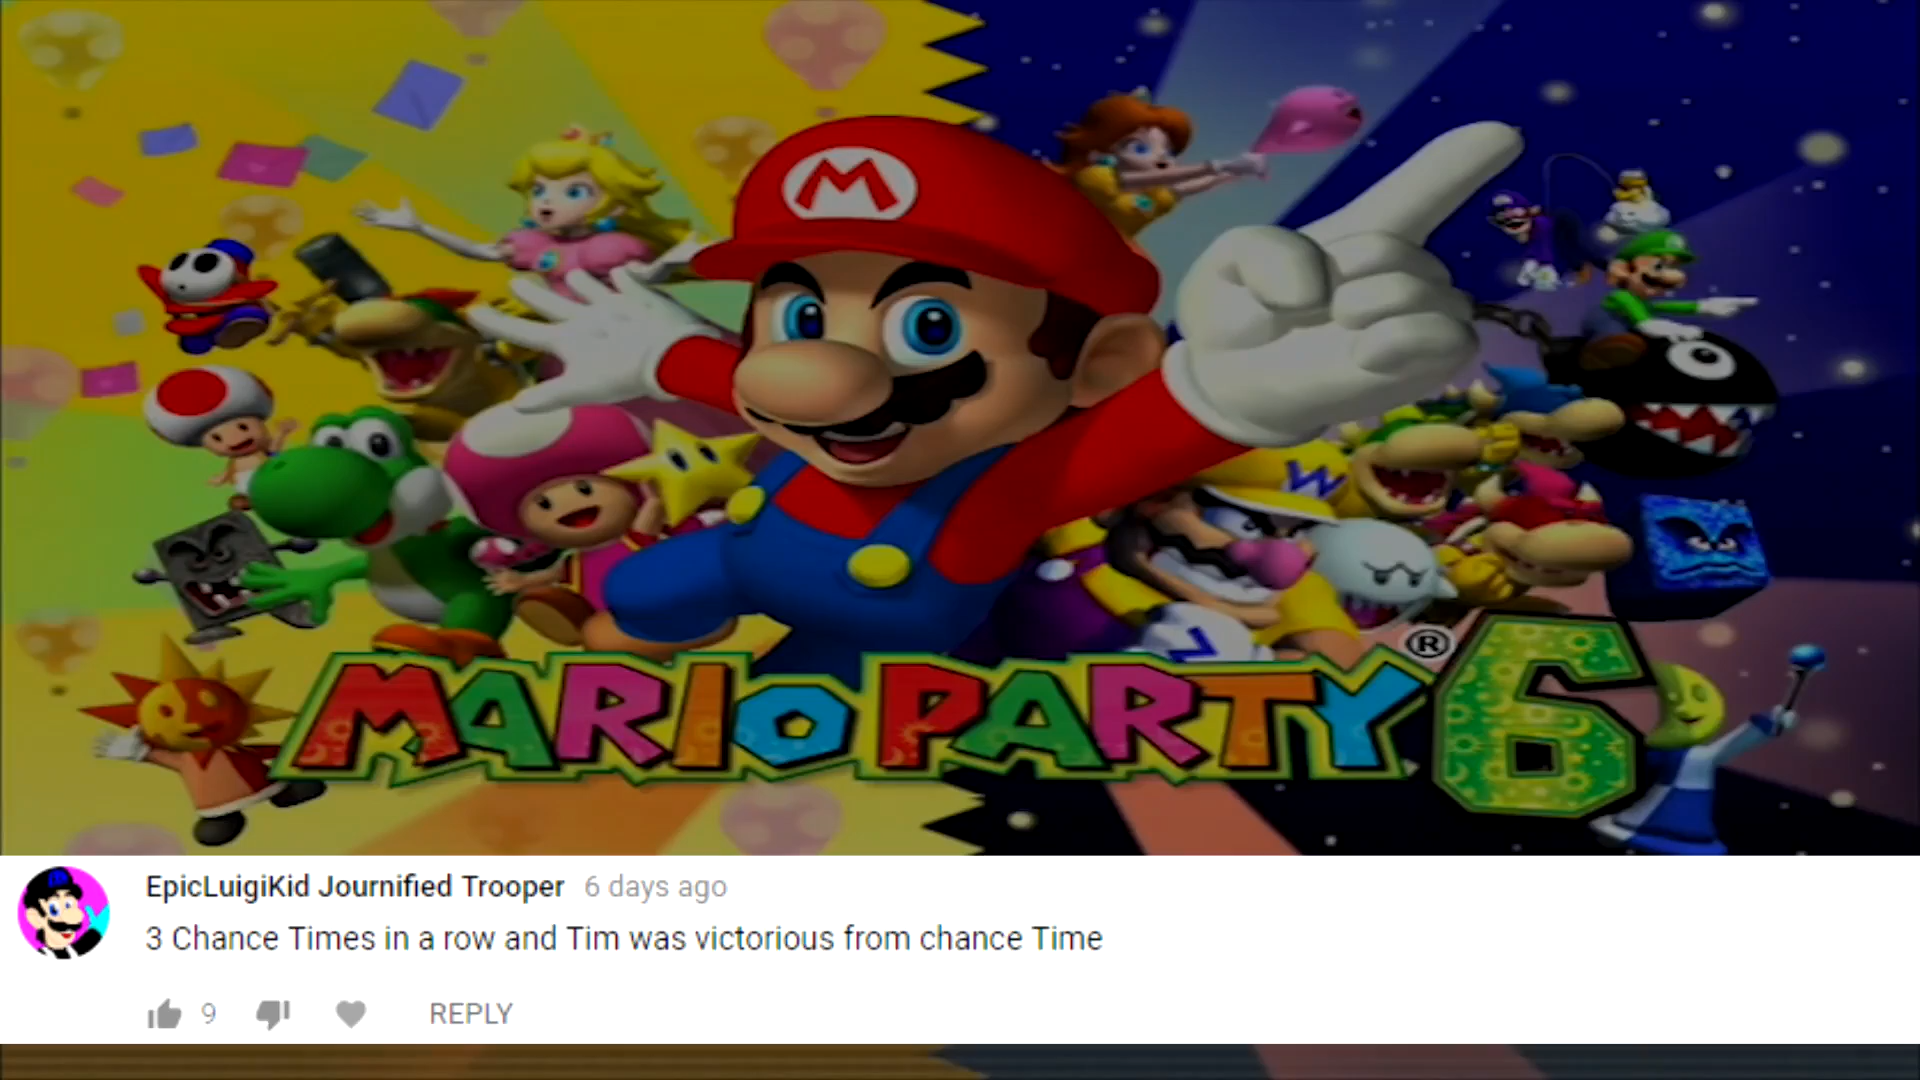 M
W
MARIO PARTY® 6
EpicLuigiKid Journified Trooper 6 days ago
3 Chance Times in a row and Tim was victorious from chance Time
9 REPLY